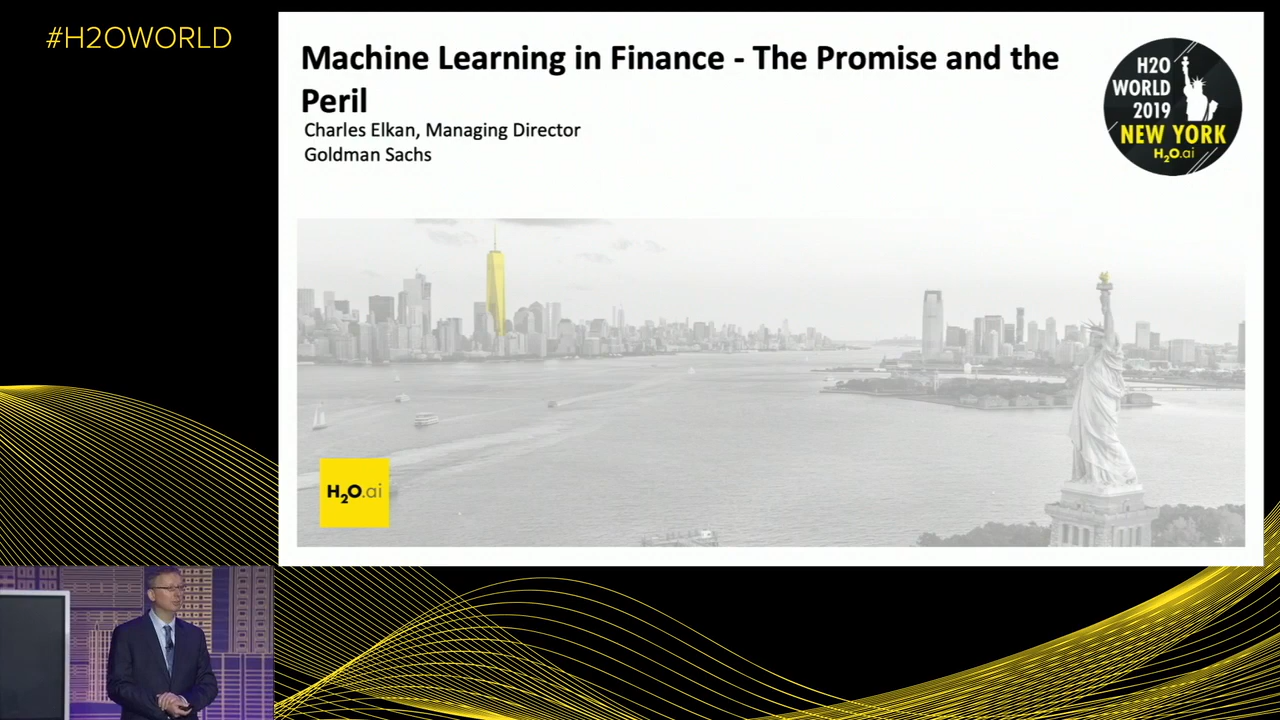 #H2OWORLD
Machine Learning in Finance - The Promise and the
Peril
Charles Elkan, Managing Director
Goldman Sachs
H2O
WORLD
2019
NEW YORK
H2O.ai
H2O.ai